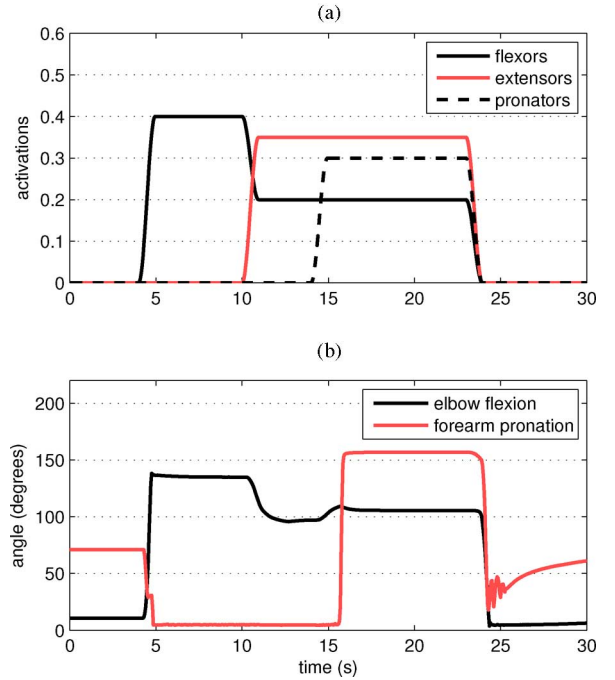 (a)
activations
0.6
0.5
0.4
0.3
0.2
0.1
0
flexors
extensors
pronators
0 5 10 15 20 25 30
(b)
angle (degrees)
200
150
100
50
0
elbow flexion
forearm pronation
0 5 10 15 20 25 30
time (s)